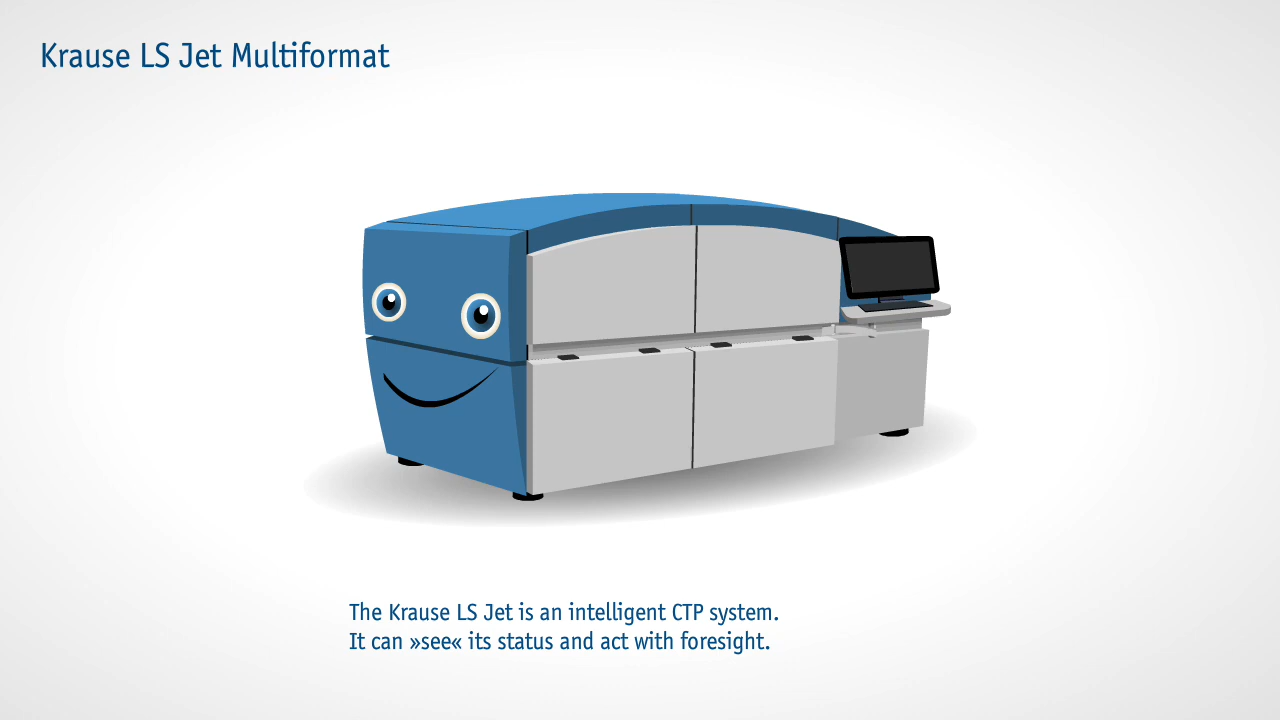 Krause LS Jet Multiformat
The Krause LS Jet is an intelligent CTP system.
It can »see« its status and act with foresight.